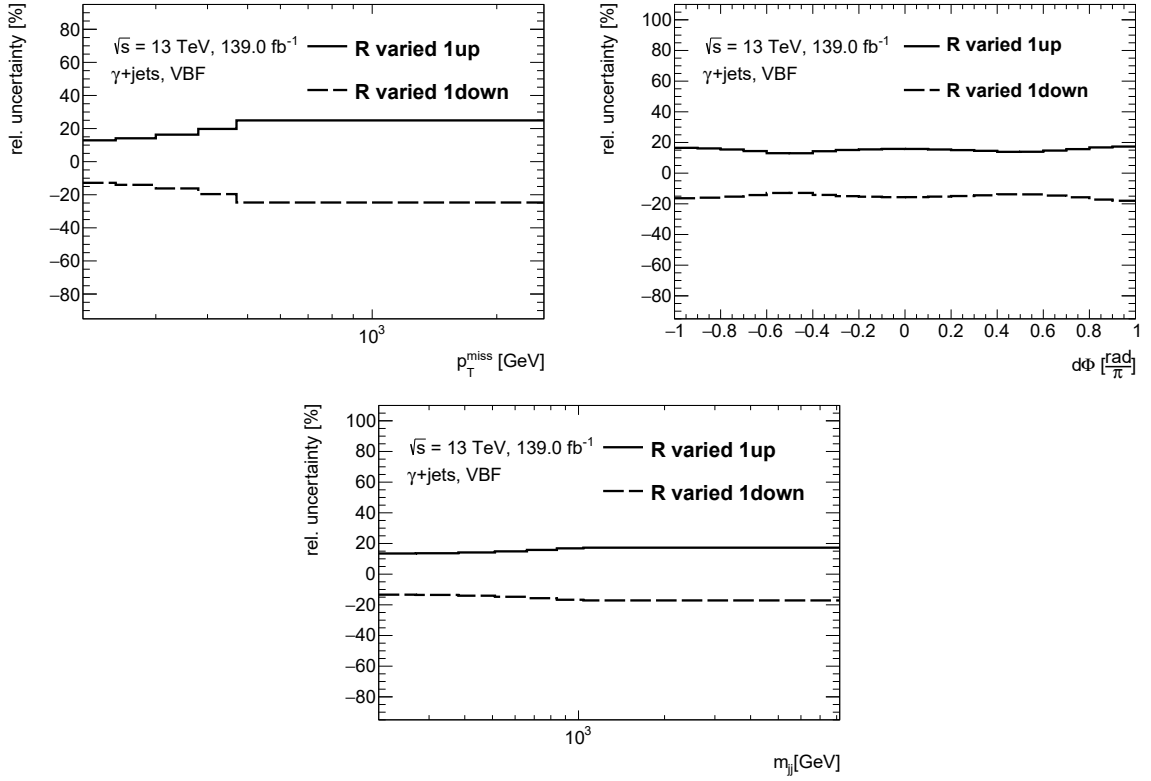 rel. uncertainty [%]
80
60
40
20
0
−20
−40
−60
−80
√s = 13 TeV, 139.0 fb⁻¹
γ+jets, VBF
R varied 1up
R varied 1down
10³
p_T^miss [GeV]
rel. uncertainty [%]
100
80
60
40
20
0
−20
−40
−60
−80
√s = 13 TeV, 139.0 fb⁻¹
γ+jets, VBF
R varied 1up
R varied 1down
−1 −0.8 −0.6 −0.4 −0.2 0 0.2 0.4 0.6 0.8 1
dΦ [rad/π]
rel. uncertainty [%]
100
80
60
40
20
0
−20
−40
−60
−80
√s = 13 TeV, 139.0 fb⁻¹
γ+jets, VBF
R varied 1up
R varied 1down
10³
m_jj[GeV]